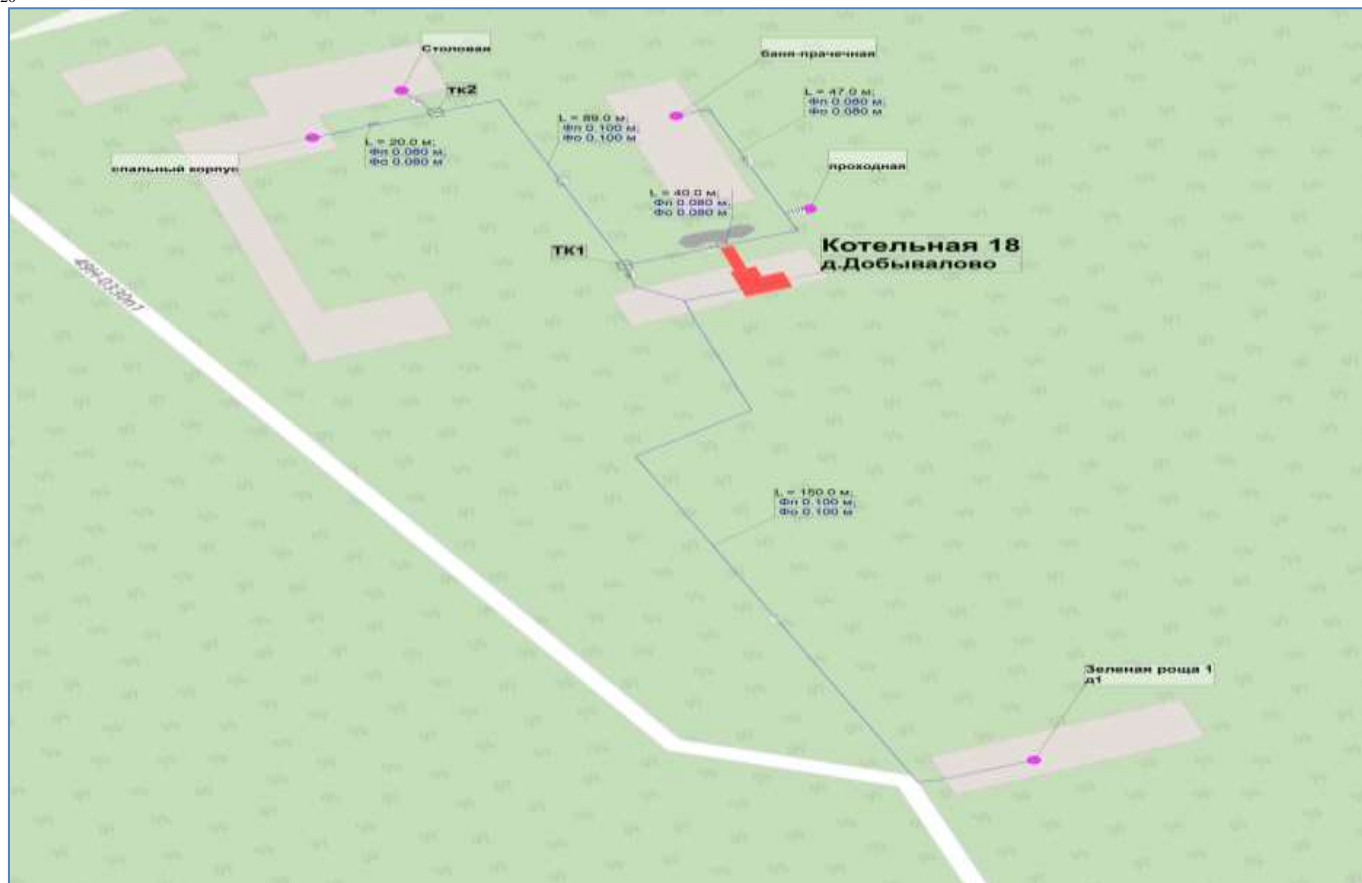 20
Столовая
ТК2
баня-прачечная
L = 47.0 м;
Фп 0.080 м
Фо 0.080 м
L = 89.0 м;
Фп 0.100 м
Фо 0.100 м
L = 20.0 м;
Фп 0.080 м
Фо 0.080 м
спальный корпус
проходная
L = 40.0 м;
Фп 0.080 м
Фо 0.080 м
ТК1
Котельная 18
д.Добывалово
L = 150.0 м;
Фп 0.100 м
Фо 0.100 м
Зеленая роща 1
д1